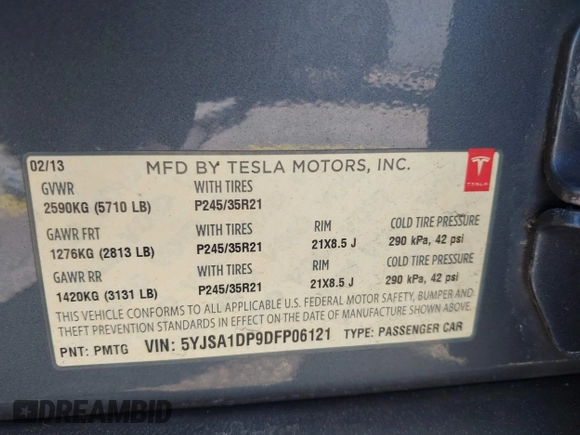 02/13 MFD BY TESLA MOTORS, INC.
TESLA
GVWR WITH TIRES
2590KG (5710 LB) P245/35R21
GAWR FRT WITH TIRES RIM COLD TIRE PRESSURE
1276KG (2813 LB) P245/35R21 21X8.5 J 290 kPa, 42 psi
GAWR RR WITH TIRES RIM COLD TIRE PRESSURE
1420KG (3131 LB) P245/35R21 21X8.5 J 290 kPa, 42 psi
THIS VEHICLE CONFORMS TO ALL APPLICABLE U.S. FEDERAL MOTOR SAFETY, BUMPER AND
THEFT PREVENTION STANDARDS IN EFFECT ON THE DATE OF MANUFACTURE SHOWN ABOVE.
PNT: PMTG VIN: 5YJSA1DP9DFP06121 TYPE: PASSENGER CAR
DREAMBID